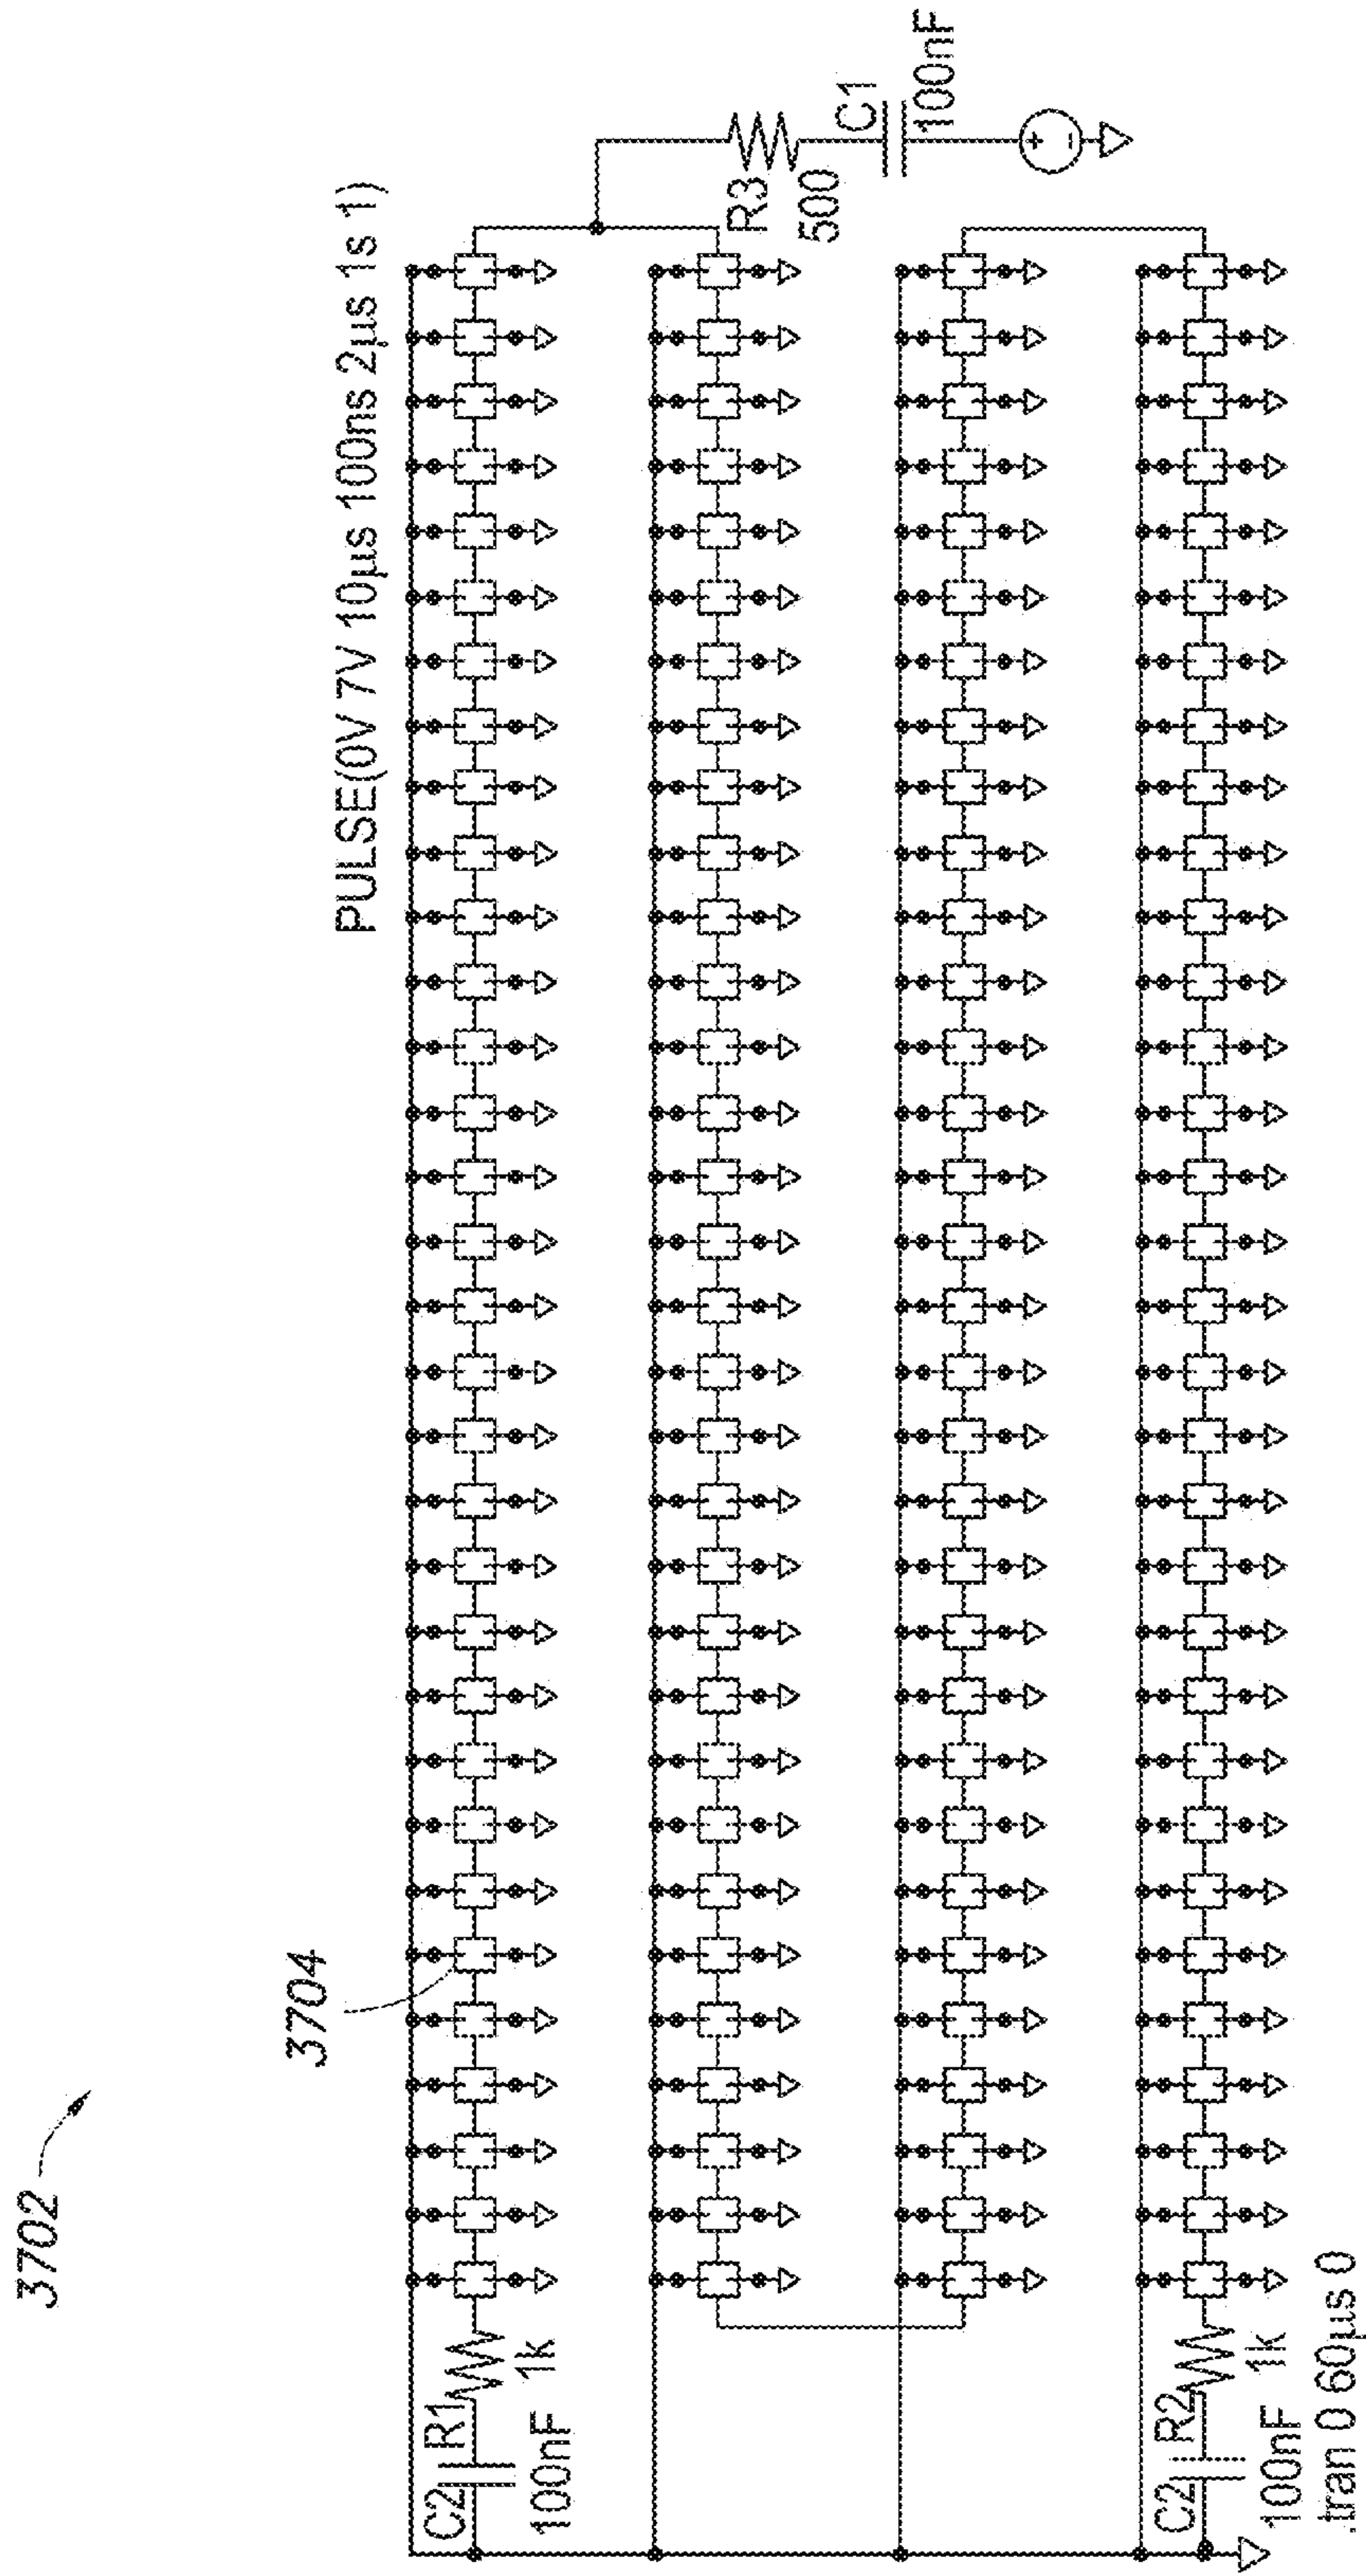 3702
3704
PULSE(0V 7V 10µs 100ns 2µs 1s 1)
C2
R1
1k
100nF
R3
500
C1
100nF
C2
R2
1k
100nF
.tran 0 60µs 0